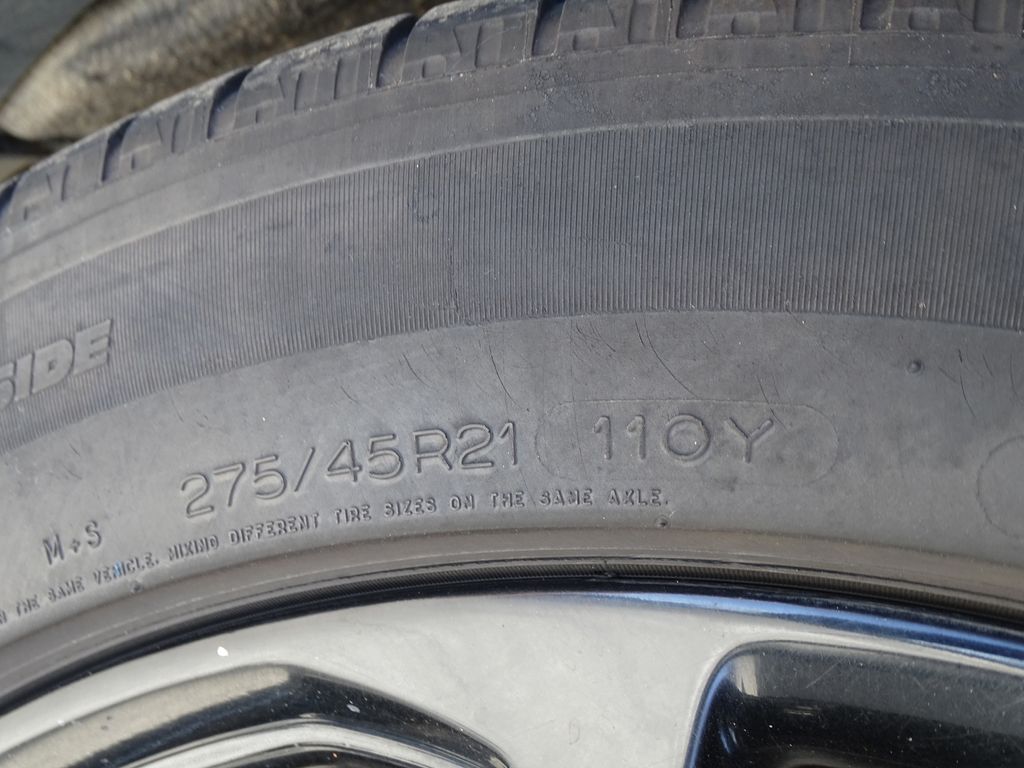 SIDE
275/45R21 110Y
M+S
THE SAME VEHICLE. MIXING DIFFERENT TIRE SIZES ON THE SAME AXLE.